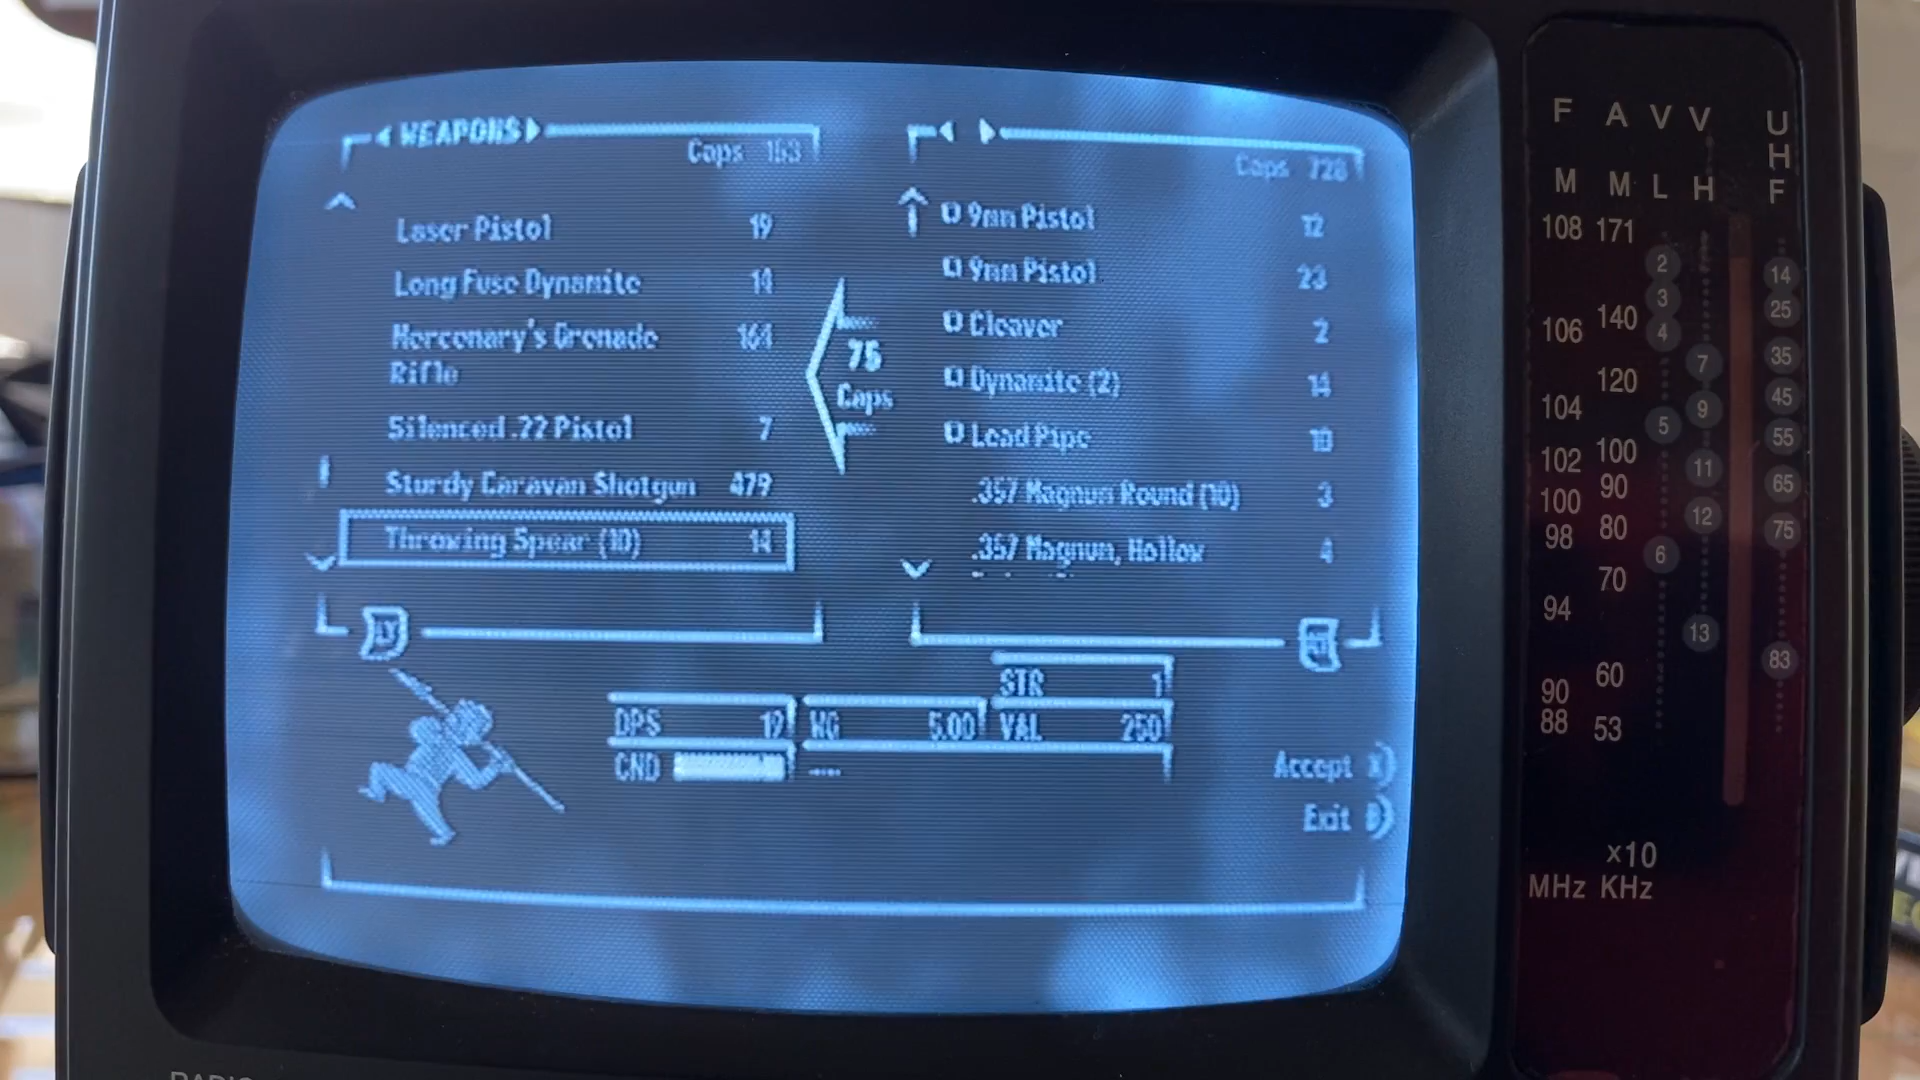 WEAPONS
Caps 153
Laser Pistol 19
Long Fuse Dynamite 14
Mercenary's Grenade 164
Rifle
Silenced .22 Pistol 7
Sturdy Caravan Shotgun 479
Throwing Spear (10) 14
75
Caps
Caps 728
9mm Pistol 12
9mm Pistol 23
Cleaver 2
Dynamite (2) 14
Lead Pipe 10
.357 Magnum Round (10) 3
.357 Magnum, Hollow 4
STR 1
DPS 19 WG 5.00 VAL 250
CND ----
Accept X)
Exit B)
F A V V U
H
M M L H F
108 171
2 14
3 25
106 140 4
7 35
120
104 9 45
5 55
102 100 11 65
100 90
98 80 12 75
6
70
94
13
83
60
90
88 53
x10
MHz KHz